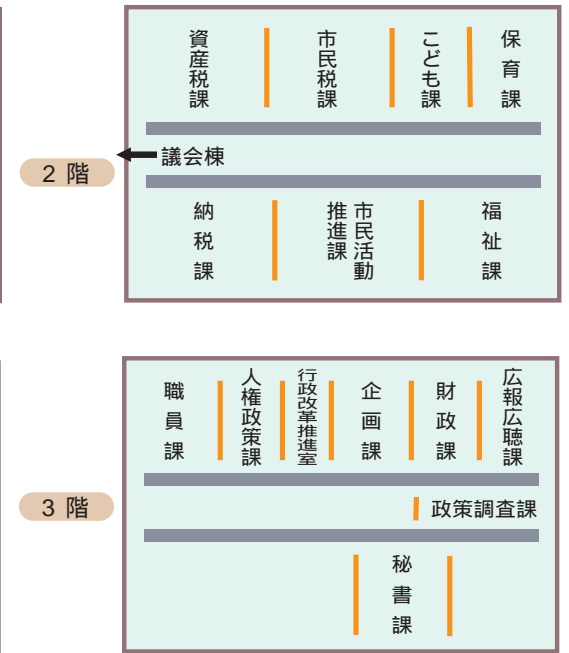 2 階
資産税課
市民税課
こども課
保育課
議会棟
納税課
市民活動
推進課
福祉課
3 階
職員課
人権政策課
行政改革推進室
企画課
財政課
広報広聴課
政策調査課
秘書課